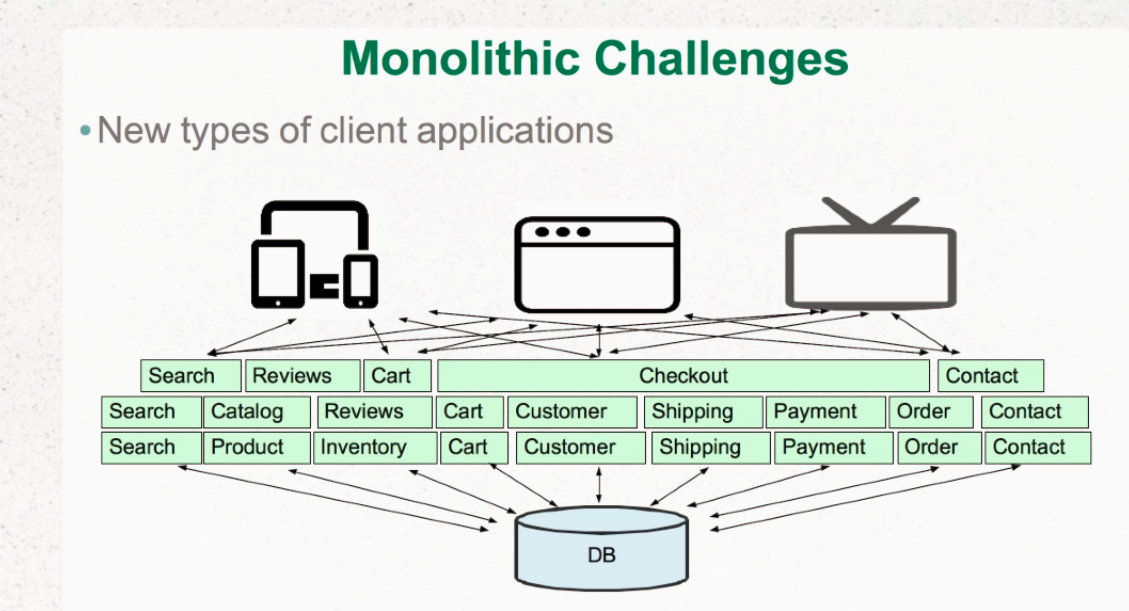 Monolithic Challenges
•New types of client applications
Search Reviews Cart Checkout Contact
Search Catalog Reviews Cart Customer Shipping Payment Order Contact
Search Product Inventory Cart Customer Shipping Payment Order Contact
DB